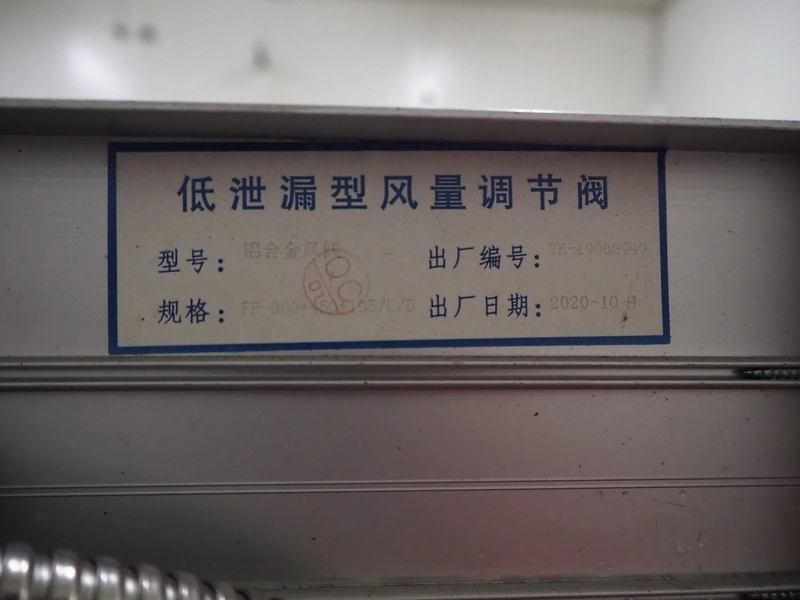 低泄漏型风量调节阀
型号： 铝合金风阀 出厂编号： YK-19068949
规格： 出厂日期： 2020-10-4
QC